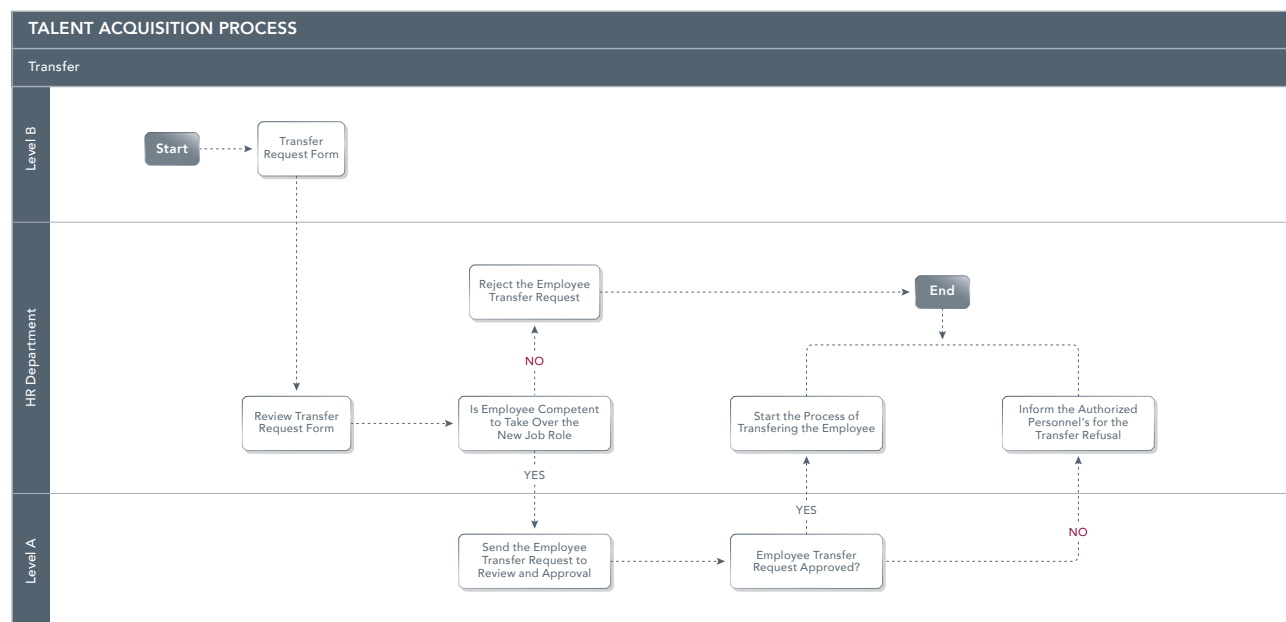 TALENT ACQUISITION PROCESS
Transfer
Level B
Start
Transfer
Request Form
HR Department
Reject the Employee
Transfer Request
End
NO
Review Transfer
Request Form
Is Employee Competent
to Take Over the
New Job Role
Start the Process of
Transfering the Employee
Inform the Authorized
Personnel's for the
Transfer Refusal
YES
Level A
YES
NO
Send the Employee
Transfer Request to
Review and Approval
Employee Transfer
Request Approved?